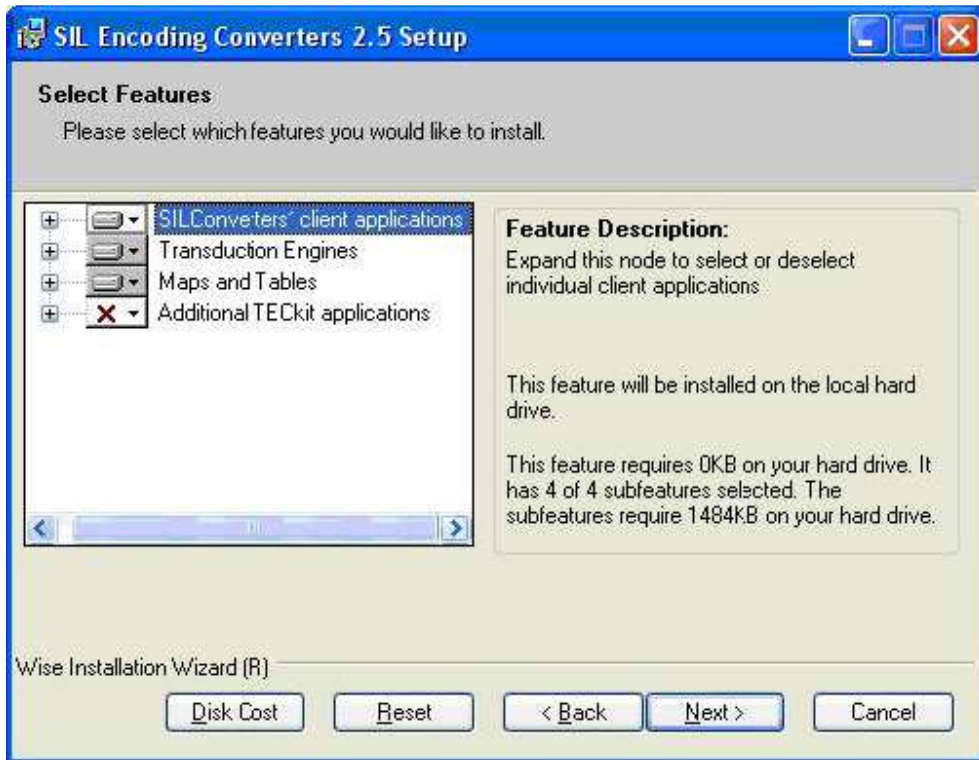 SIL Encoding Converters 2.5 Setup
Select Features
Please select which features you would like to install.
SILConveters' client applications
Transduction Engines
Maps and Tables
Additional TECkit applications
Feature Description:
Expand this node to select or deselect
individual client applications
This feature will be installed on the local hard
drive.
This feature requires 0KB on your hard drive. It
has 4 of 4 subfeatures selected. The
subfeatures require 1484KB on your hard drive.
Wise Installation Wizard (R)
Disk Cost
Reset
< Back
Next >
Cancel